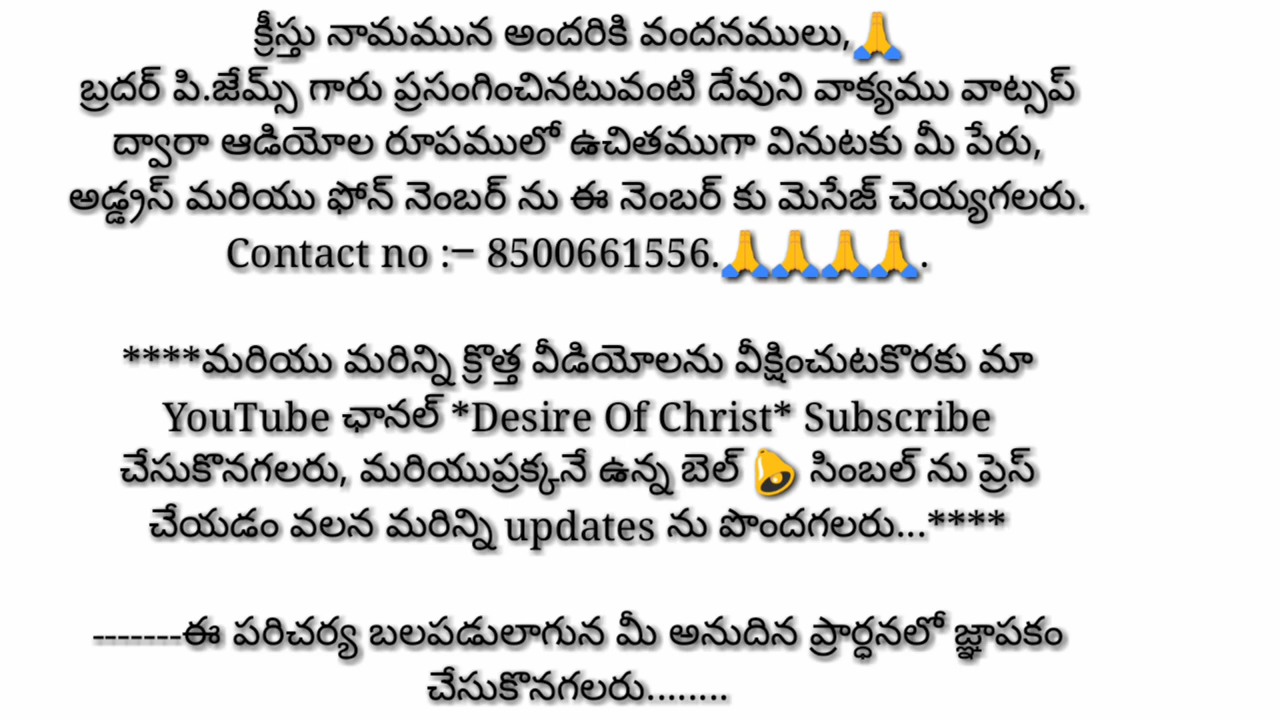 క్రీస్తు నామమున అందరికి వందనములు,🙏
బ్రదర్ పి.జేమ్స్ గారు ప్రసంగించినటువంటి దేవుని వాక్యము వాట్సప్
ద్వారా ఆడియోల రూపములో ఉచితముగా వినుటకు మీ పేరు,
అడ్డ్రస్ మరియు ఫోన్ నెంబర్ ను ఈ నెంబర్ కు మెసేజ్ చెయ్యగలరు.
Contact no :– 8500661556.🙏🙏🙏🙏.
****మరియు మరిన్ని క్రొత్త వీడియోలను వీక్షించుటకొరకు మా
YouTube ఛానల్ *Desire Of Christ* Subscribe
చేసుకొనగలరు, మరియుప్రక్కనే ఉన్న బెల్ 🔔 సింబల్ ను ప్రెస్
చేయడం వలన మరిన్ని updates ను పొందగలరు...****
-------ఈ పరిచర్య బలపడులాగున మీ అనుదిన ప్రార్ధనలో జ్ఞాపకం
చేసుకొనగలరు........